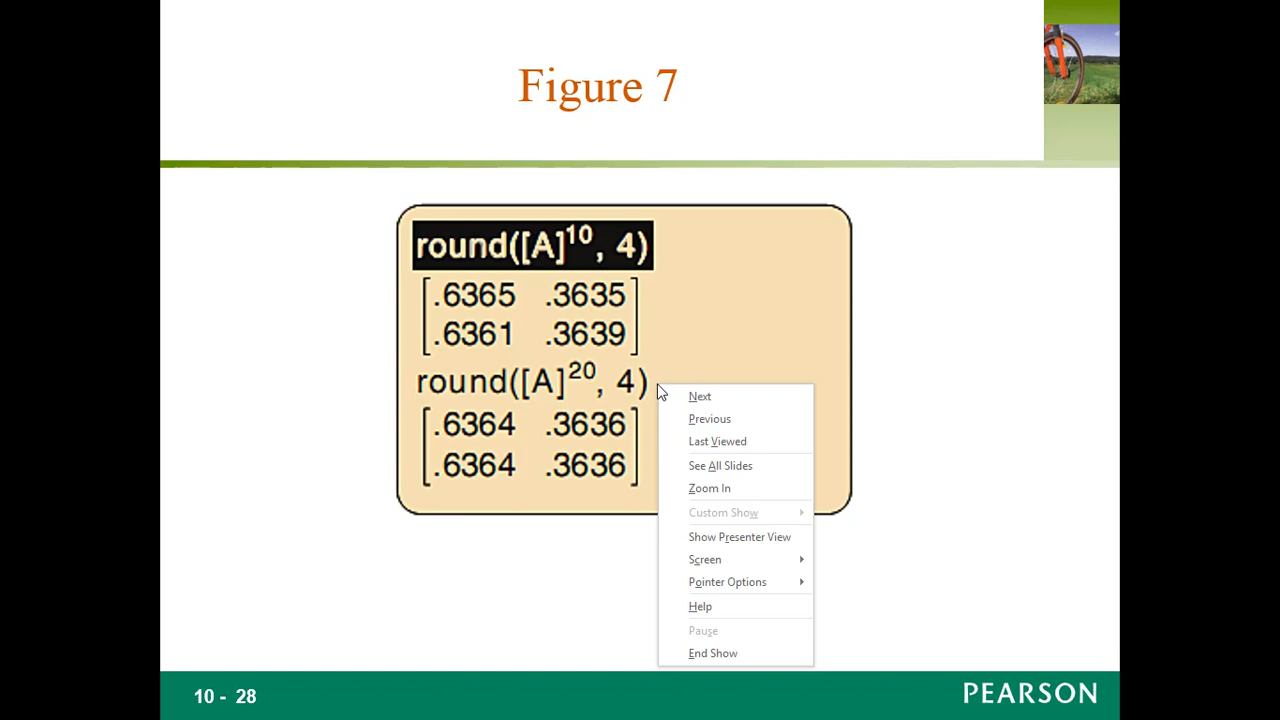 Figure 7
round([A]¹⁰, 4)
[.6365 .3635]
[.6361 .3639]
round([A]²⁰, 4)
[.6364 .3636]
[.6364 .3636]
Next
Previous
Last Viewed
See All Slides
Zoom In
Custom Show
Show Presenter View
Screen
Pointer Options
Help
Pause
End Show
10 - 28
PEARSON